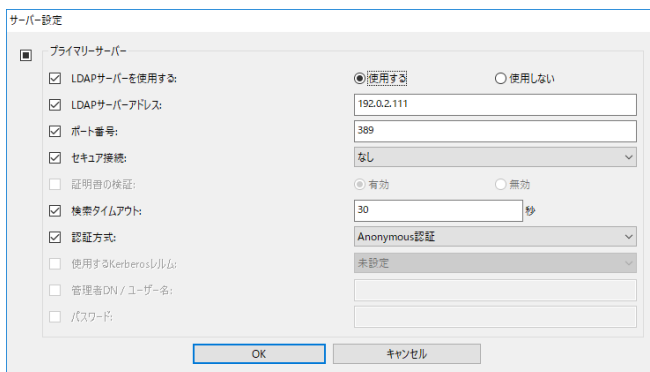 サーバー設定
プライマリーサーバー
LDAPサーバーを使用する: 使用する 使用しない
LDAPサーバーアドレス: 192.0.2.111
ポート番号: 389
セキュア接続: なし
証明書の検証: 有効 無効
検索タイムアウト: 30 秒
認証方式: Anonymous認証
使用するKerberosレルム: 未設定
管理者DN / ユーザー名:
パスワード:
OK キャンセル